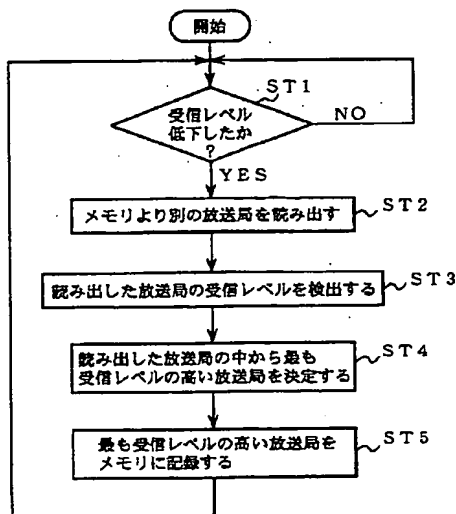 開始
ST1
受信レベル
低下したか
?
NO
YES
メモリより別の放送局を読み出す
ST2
読み出した放送局の受信レベルを検出する
ST3
読み出した放送局の中から最も
受信レベルの高い放送局を決定する
ST4
最も受信レベルの高い放送局を
メモリに記録する
ST5